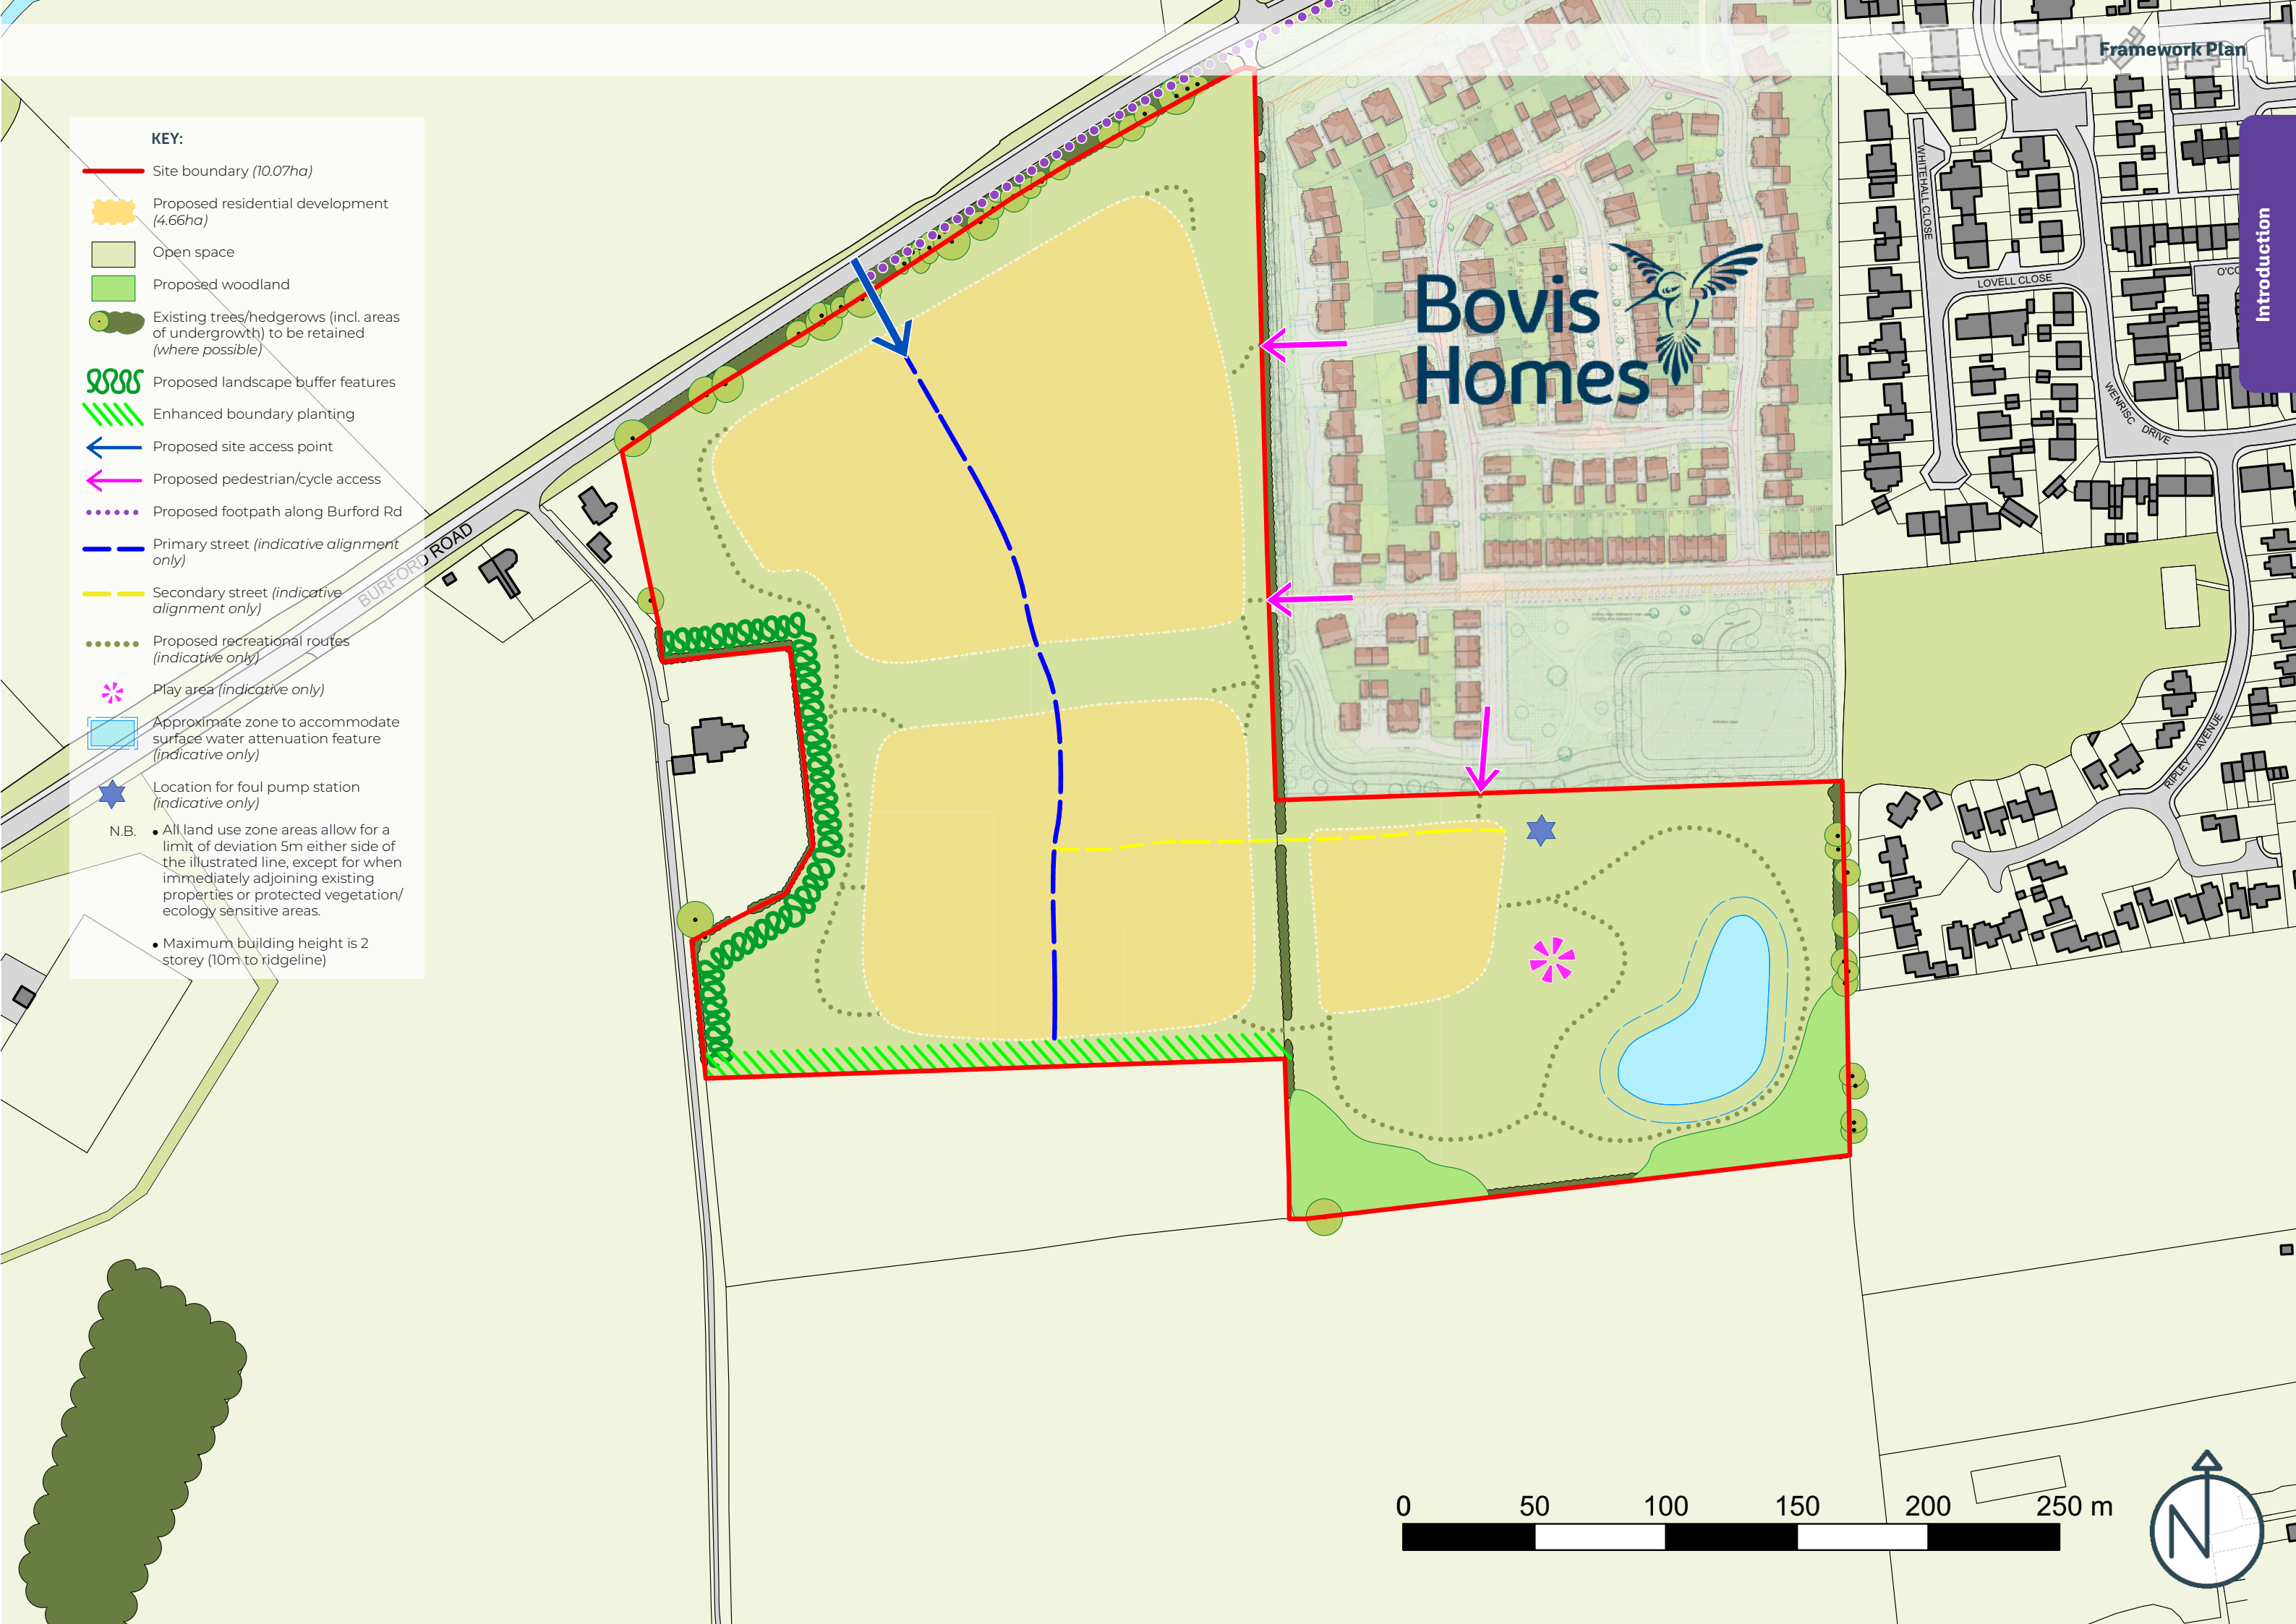 Framework Plan
Introduction
KEY:
Site boundary (10.07ha)
Proposed residential development
(4.66ha)
Open space
Proposed woodland
Existing trees/hedgerows (incl. areas
of undergrowth) to be retained
(where possible)
Proposed landscape buffer features
Enhanced boundary planting
Proposed site access point
Proposed pedestrian/cycle access
Proposed footpath along Burford Rd
Primary street (indicative alignment
only)
Secondary street (indicative
alignment only)
Proposed recreational routes
(indicative only)
Play area (indicative only)
Approximate zone to accommodate
surface water attenuation feature
(indicative only)
Location for foul pump station
(indicative only)
N.B. • All land use zone areas allow for a
limit of deviation 5m either side of
the illustrated line, except for when
immediately adjoining existing
properties or protected vegetation/
ecology sensitive areas.
• Maximum building height is 2
storey (10m to ridgeline)
BURFORD ROAD
Bovis
Homes
WHITEHALL CLOSE
LOVELL CLOSE
WENRISC DRIVE
RIPLEY AVENUE
0 50 100 150 200 250 m
N